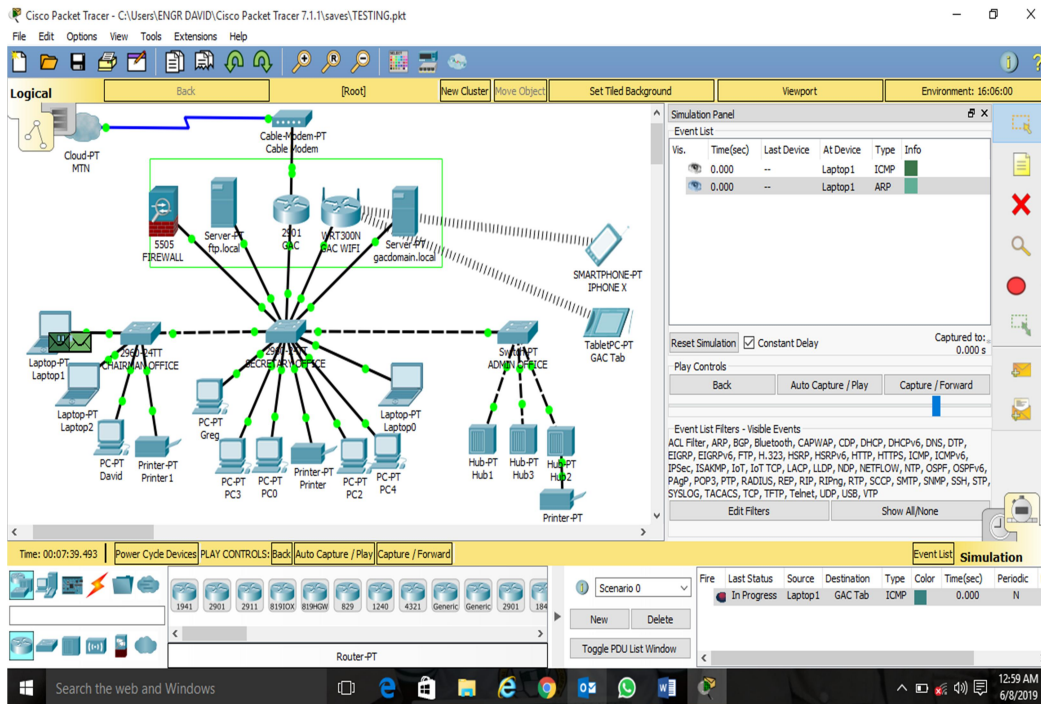 Cisco Packet Tracer - C:\Users\ENGR DAVID\Cisco Packet Tracer 7.1.1\saves\TESTING.pkt
File Edit Options View Tools Extensions Help
Logical Back [Root] New Cluster Move Object Set Tiled Background Viewport Environment: 16:06:00
Cloud-PT
MTN
Cable-Modem-PT
Cable Modem
5505
FIREWALL
Server-PT
ftp.local
2901
GAC
WRT300N
GAC WIFI
Server-PT
gacdomain.local
SMARTPHONE-PT
IPHONE X
TabletPC-PT
GAC Tab
Laptop-PT
Laptop1
2960-24TT
CHAIRMAN OFFICE
2960-24TT
SECRETARY OFFICE
Switch-PT
ADMIN OFFICE
Laptop-PT
Laptop2
PC-PT
Greg
Laptop-PT
Laptop0
PC-PT
David
Printer-PT
Printer1
PC-PT
PC3
PC-PT
PC0
Printer-PT
Printer
PC-PT
PC2
PC-PT
PC4
Hub-PT
Hub1
Hub-PT
Hub3
Hub-PT
Hub2
Printer-PT
Simulation Panel
Event List
Vis. Time(sec) Last Device At Device Type Info
0.000 -- Laptop1 ICMP
0.000 -- Laptop1 ARP
Reset Simulation Constant Delay Captured to:
0.000 s
Play Controls
Back Auto Capture / Play Capture / Forward
Event List Filters - Visible Events
ACL Filter, ARP, BGP, Bluetooth, CAPWAP, CDP, DHCP, DHCPv6, DNS, DTP,
EIGRP, EIGRPv6, FTP, H.323, HSRP, HSRPv6, HTTP, HTTPS, ICMP, ICMPv6,
IPSec, ISAKMP, IoT, IoT TCP, LACP, LLDP, NDP, NETFLOW, NTP, OSPF, OSPFv6,
PAgP, POP3, PTP, RADIUS, REP, RIP, RIPng, RTP, SCCP, SMTP, SNMP, SSH, STP,
SYSLOG, TACACS, TCP, TFTP, Telnet, UDP, USB, VTP
Edit Filters Show All/None
Time: 00:07:39.493 Power Cycle Devices PLAY CONTROLS: Back Auto Capture / Play Capture / Forward Event List Simulation
1941 2901 2911 819IOX 819HGW 829 1240 4321 Generic Generic 2901 184
Router-PT
Scenario 0
New Delete
Toggle PDU List Window
Fire Last Status Source Destination Type Color Time(sec) Periodic
In Progress Laptop1 GAC Tab ICMP 0.000 N
Search the web and Windows
12:59 AM
6/8/2019